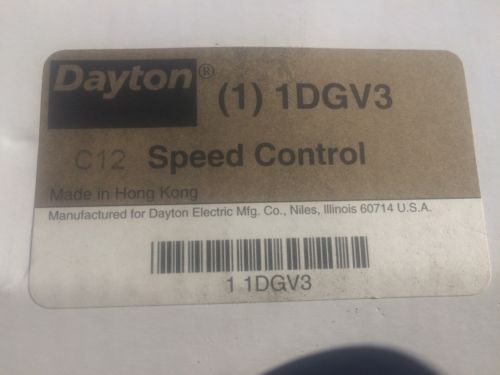 Dayton® (1) 1DGV3
C12 Speed Control
Made in Hong Kong
Manufactured for Dayton Electric Mfg. Co., Niles, Illinois 60714 U.S.A.
1 1DGV3